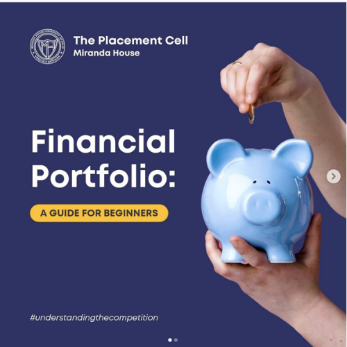 The Placement Cell
Miranda House
Financial
Portfolio:
A GUIDE FOR BEGINNERS
#understandingthecompetition